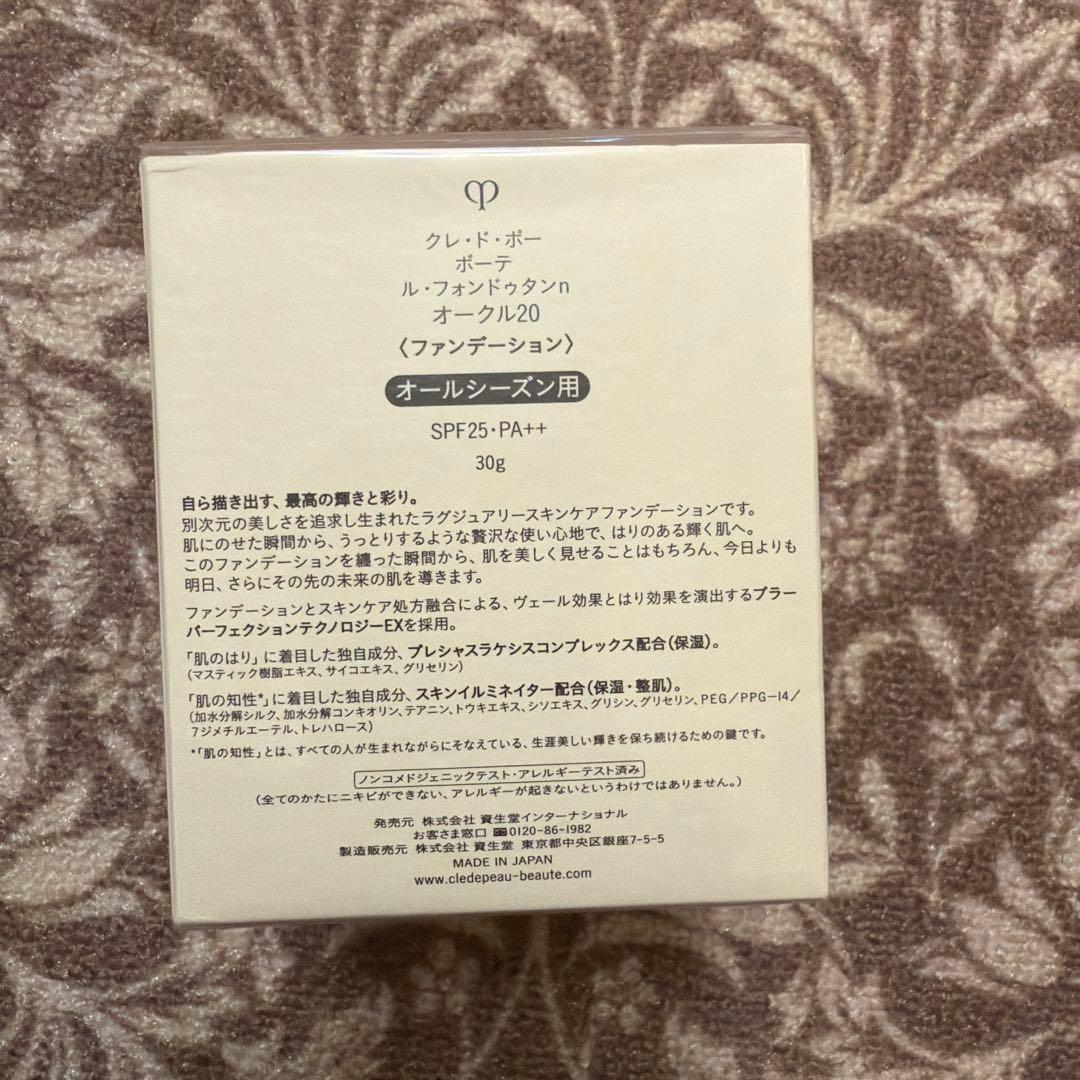 クレ・ド・ポー
ボーテ
ル・フォンドゥタンn
オークル20
〈ファンデーション〉
オールシーズン用
SPF25・PA++
30g
自ら描き出す、最高の輝きと彩り。
別次元の美しさを追求し生まれたラグジュアリースキンケアファンデーションです。
肌にのせた瞬間から、うっとりするような贅沢な使い心地で、はりのある輝く肌へ。
このファンデーションを纏った瞬間から、肌を美しく見せることはもちろん、今日よりも
明日、さらにその先の未来の肌を導きます。
ファンデーションとスキンケア処方融合による、ヴェール効果とはり効果を演出するブラー
パーフェクションテクノロジーEXを採用。
「肌のはり」に着目した独自成分、プレシャスラケシスコンプレックス配合(保湿)。
(マスティック樹脂エキス、サイコエキス、グリセリン)
「肌の知性*」に着目した独自成分、スキンイルミネイター配合(保湿・整肌)。
(加水分解シルク、加水分解コンキオリン、テアニン、トウキエキス、シソエキス、グリシン、グリセリン、PEG／PPG-14／
7ジメチルエーテル、トレハロース)
*「肌の知性」とは、すべての人が生まれながらにそなえている、生涯美しい輝きを保ち続けるための鍵です。
ノンコメドジェニックテスト・アレルギーテスト済み
(全てのかたにニキビができない、アレルギーが起きないというわけではありません。)
発売元 株式会社 資生堂インターナショナル
お客さま窓口 0120-86-1982
製造販売元 株式会社 資生堂 東京都中央区銀座7-5-5
MADE IN JAPAN
www.cledepeau-beaute.com